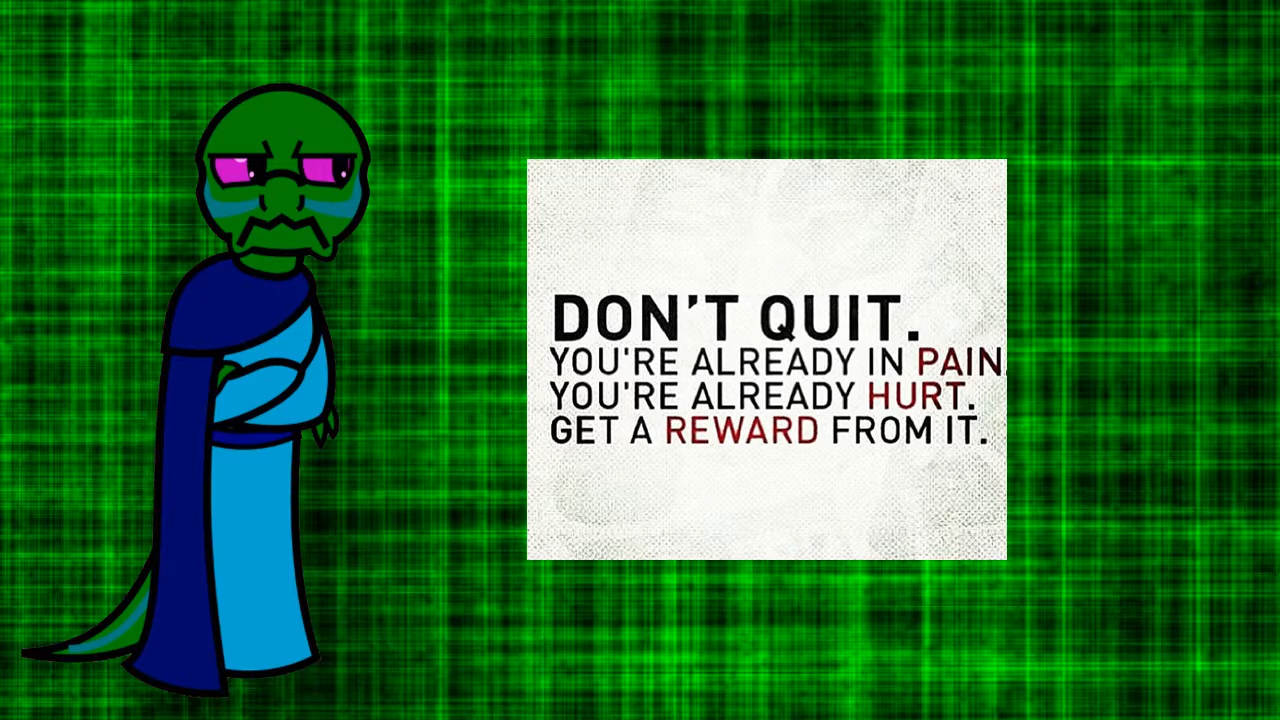 DON'T QUIT.
YOU'RE ALREADY IN PAIN.
YOU'RE ALREADY HURT.
GET A REWARD FROM IT.